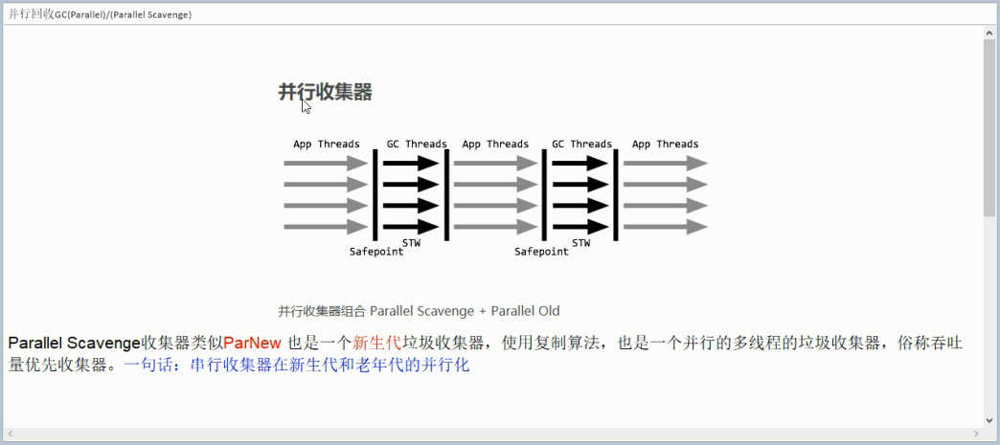 并行回收GC(Parallel)/(Parallel Scavenge)
并行收集器
App Threads GC Threads App Threads GC Threads App Threads
STW STW
Safepoint Safepoint
并行收集器组合 Parallel Scavenge + Parallel Old
Parallel Scavenge收集器类似ParNew 也是一个新生代垃圾收集器，使用复制算法，也是一个并行的多线程的垃圾收集器，俗称吞吐
量优先收集器。一句话：串行收集器在新生代和老年代的并行化